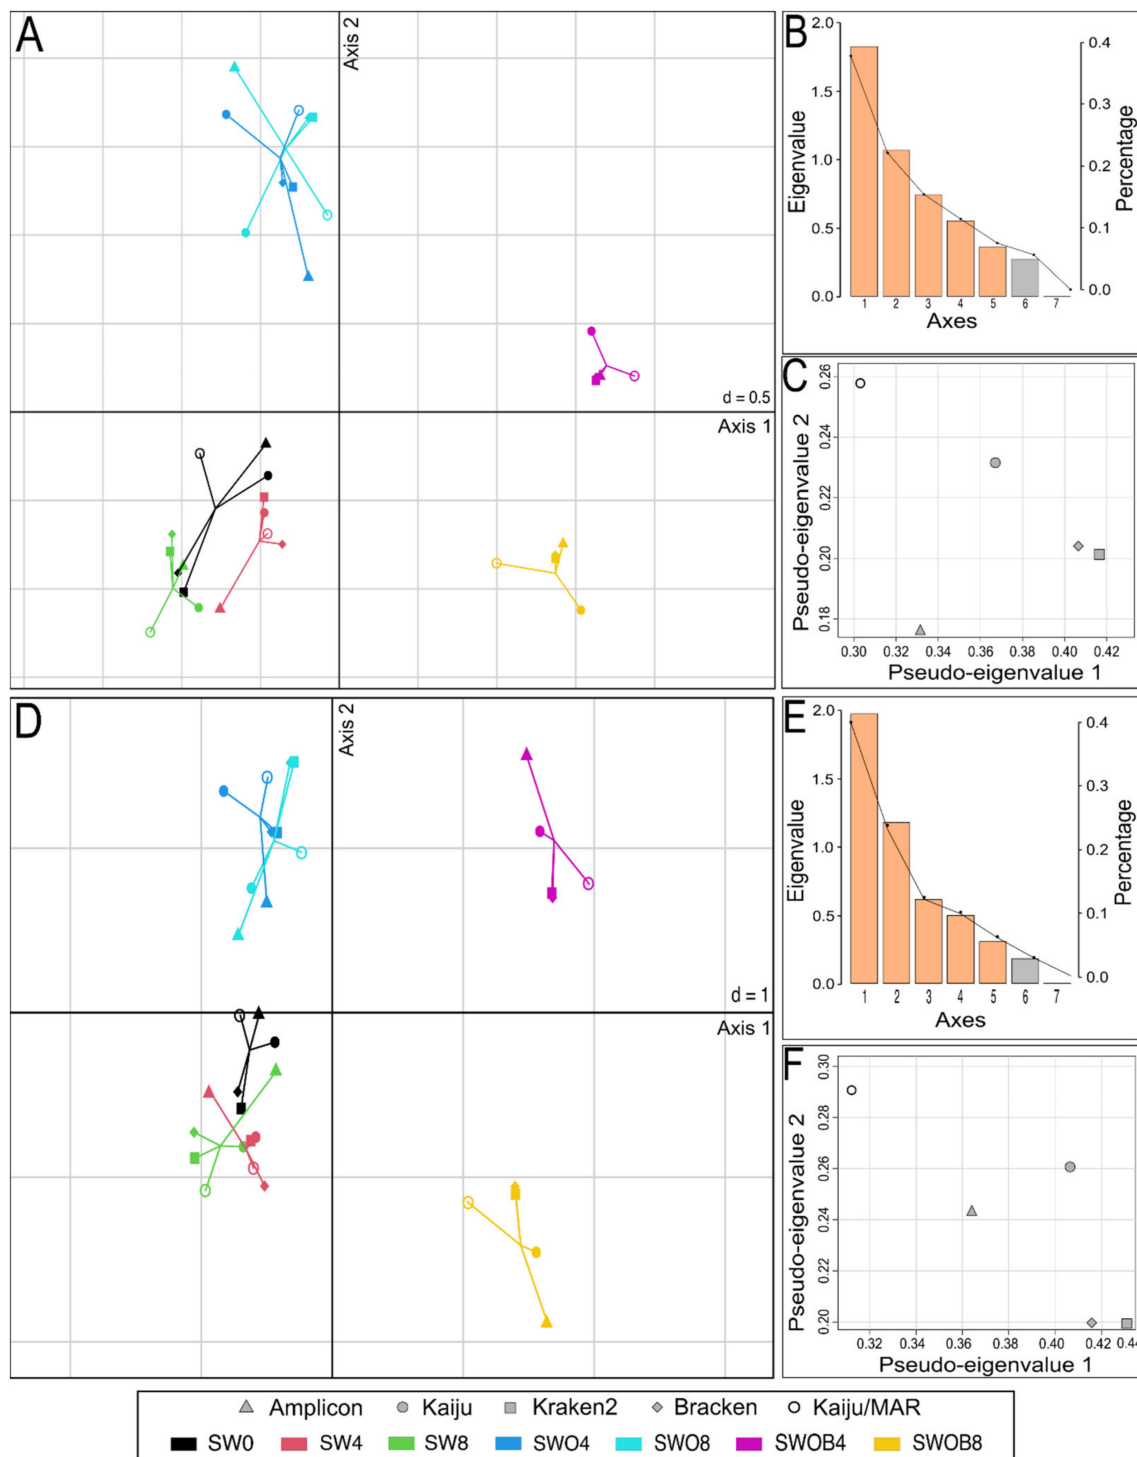 A
Axis 2
d = 0.5
Axis 1
B
Eigenvalue
2.0
1.5
1.0
0.5
0.0
1 2 3 4 5 6 7
Axes
0.4
0.3
0.2
0.1
0.0
Percentage
C
Pseudo-eigenvalue 2
0.26
0.24
0.22
0.20
0.18
0.30 0.32 0.34 0.36 0.38 0.40 0.42
Pseudo-eigenvalue 1
D
Axis 2
d = 1
Axis 1
E
Eigenvalue
2.0
1.5
1.0
0.5
0.0
1 2 3 4 5 6 7
Axes
0.4
0.3
0.2
0.1
0.0
Percentage
F
Pseudo-eigenvalue 2
0.30
0.28
0.26
0.24
0.22
0.20
0.32 0.34 0.36 0.38 0.40 0.42 0.44
Pseudo-eigenvalue 1
Amplicon Kaiju Kraken2 Bracken Kaiju/MAR
SW0 SW4 SW8 SWO4 SWO8 SWOB4 SWOB8